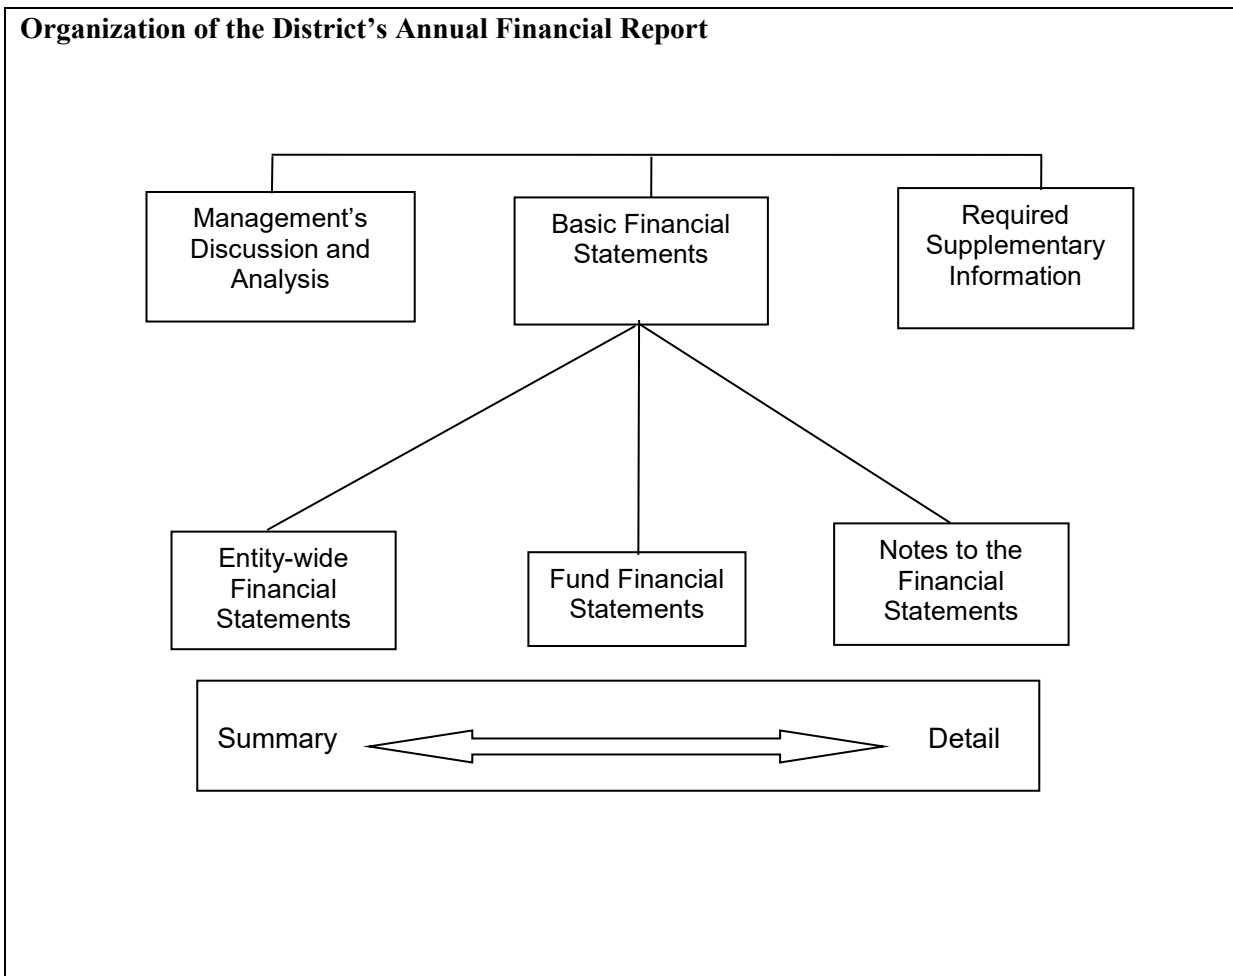 Organization of the District’s Annual Financial Report
Management’s
Discussion and
Analysis
Basic Financial
Statements
Required
Supplementary
Information
Entity-wide
Financial
Statements
Fund Financial
Statements
Notes to the
Financial
Statements
Summary
Detail